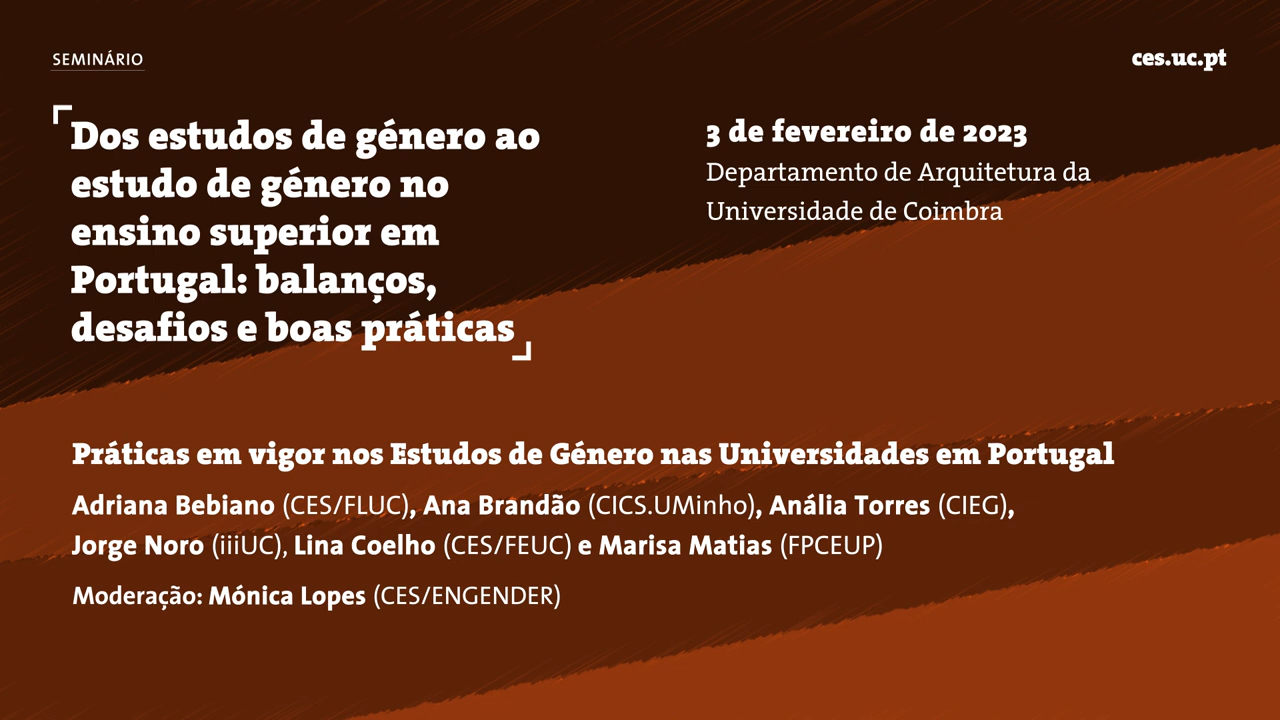 SEMINÁRIO
ces.uc.pt
Dos estudos de género ao
estudo de género no
ensino superior em
Portugal: balanços,
desafios e boas práticas
3 de fevereiro de 2023
Departamento de Arquitetura da
Universidade de Coimbra
Práticas em vigor nos Estudos de Género nas Universidades em Portugal
Adriana Bebiano (CES/FLUC), Ana Brandão (CICS.UMinho), Anália Torres (CIEG),
Jorge Noro (iiiUC), Lina Coelho (CES/FEUC) e Marisa Matias (FPCEUP)
Moderação: Mónica Lopes (CES/ENGENDER)